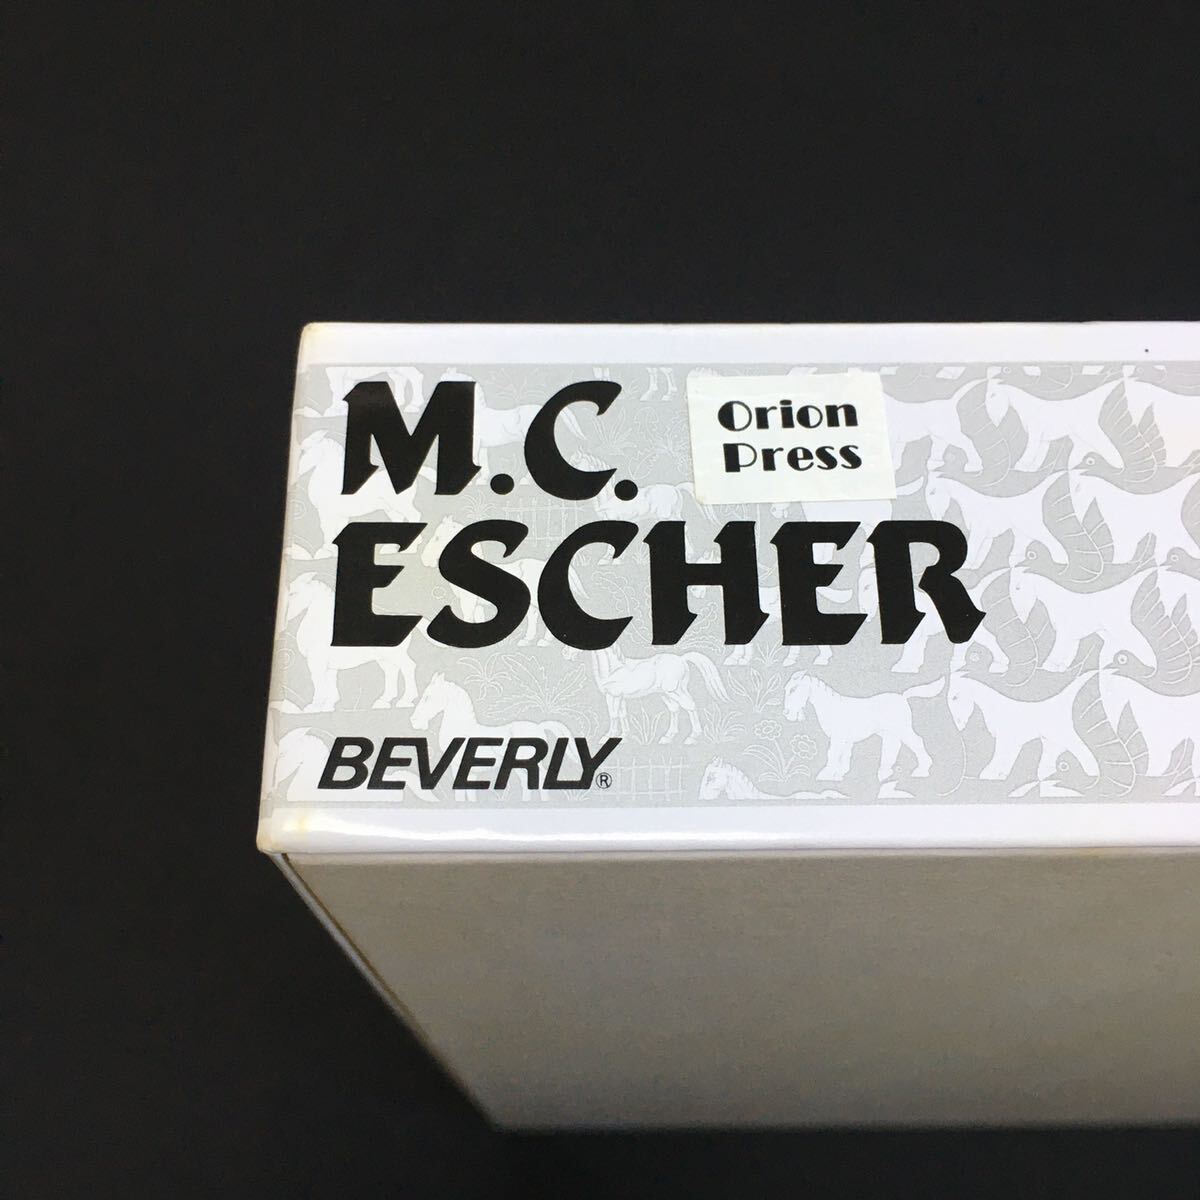 M.C.
Orion
Press
ESCHER
BEVERLY®